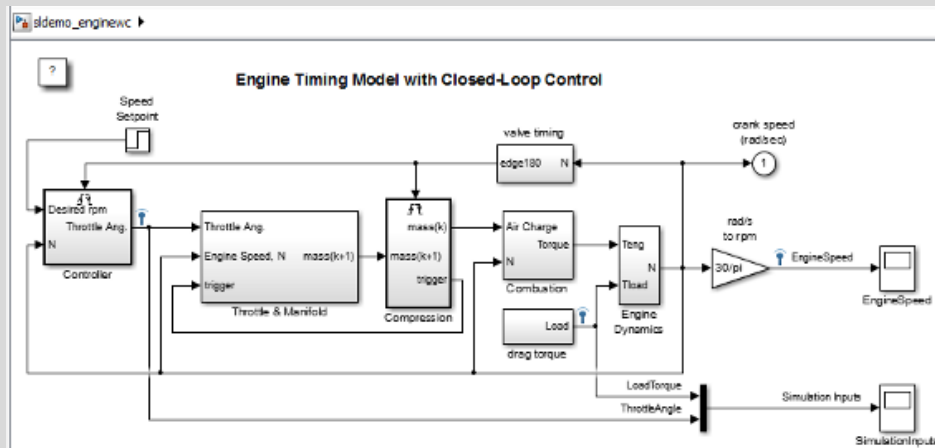 sldemo_enginewc
?
Engine Timing Model with Closed-Loop Control
Speed
Setpoint
valve timing
edge180 N
crank speed
(rad/sec)
1
Desired rpm
Throttle Ang.
N
Controller
Throttle Ang.
Engine Speed, N mass(k+1)
trigger
Throttle & Manifold
mass(k)
mass(k+1)
trigger
Compression
Air Charge
Torque
N
Combustion
Load
drag torque
Teng
N
Tload
Engine
Dynamics
rad/s
to rpm
30/pi
EngineSpeed
EngineSpeed
LoadTorque
ThrottleAngle
Simulation Inputs
SimulationInputs